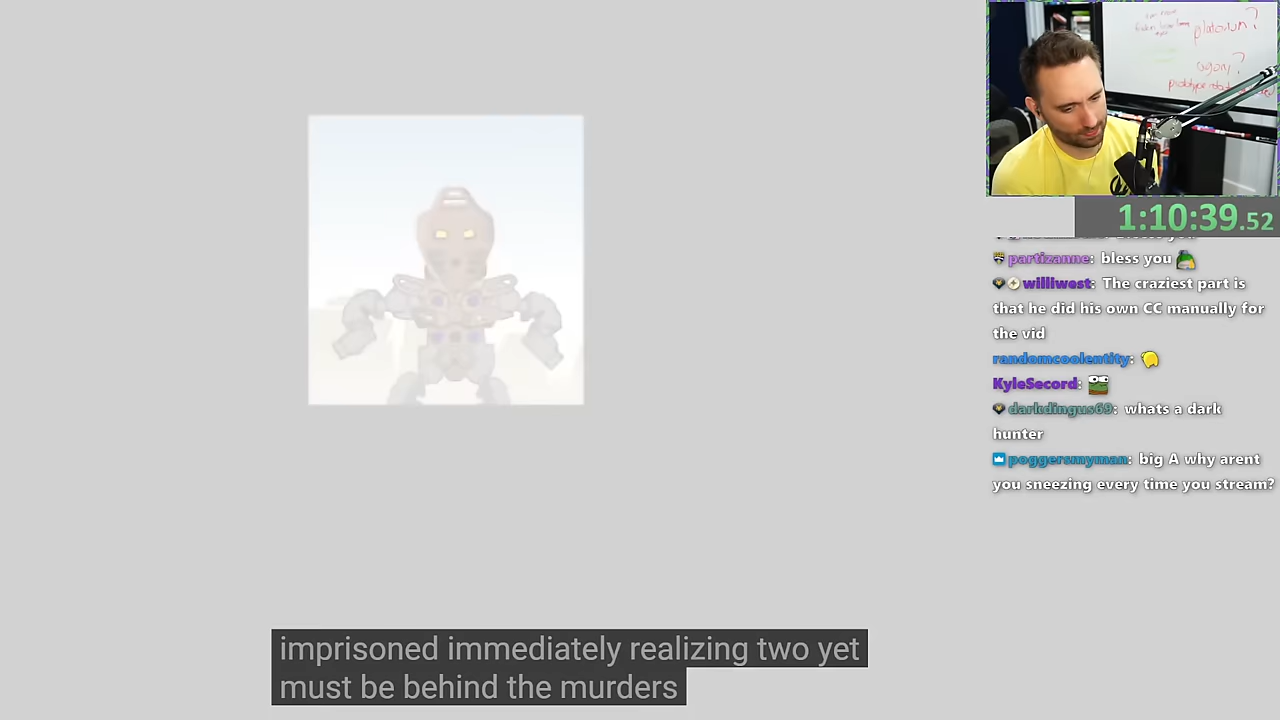 platoon?
agony?
1:10:39.52
partizanne: bless you
williwest: The craziest part is
that he did his own CC manually for
the vid
randomcoolentity:
KyleSecord:
darkdingus69: whats a dark
hunter
poggersmyman: big A why arent
you sneezing every time you stream?
imprisoned immediately realizing two yet
must be behind the murders